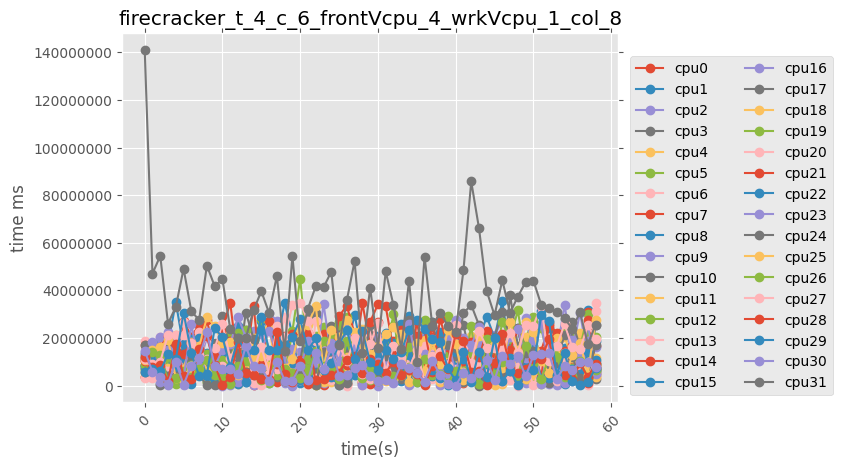 firecracker_t_4_c_6_frontVcpu_4_wrkVcpu_1_col_8
time ms
140000000
120000000
100000000
80000000
60000000
40000000
20000000
0
0
10
20
30
40
50
60
time(s)
cpu0
cpu1
cpu2
cpu3
cpu4
cpu5
cpu6
cpu7
cpu8
cpu9
cpu10
cpu11
cpu12
cpu13
cpu14
cpu15
cpu16
cpu17
cpu18
cpu19
cpu20
cpu21
cpu22
cpu23
cpu24
cpu25
cpu26
cpu27
cpu28
cpu29
cpu30
cpu31